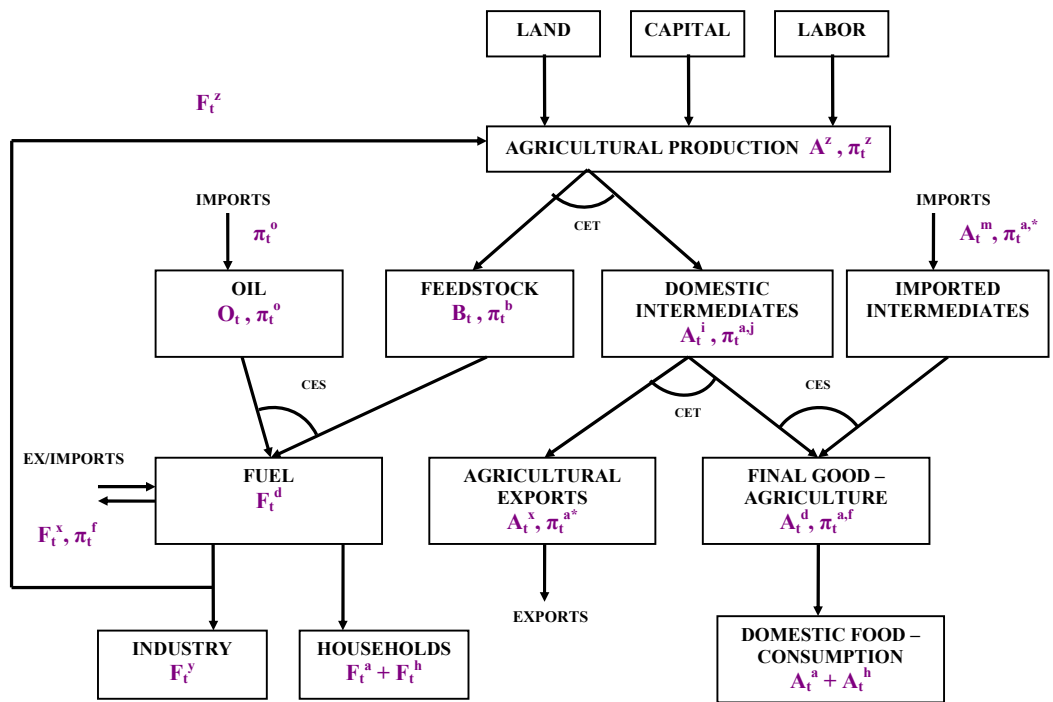 LAND
CAPITAL
LABOR
F_t^z
AGRICULTURAL PRODUCTION A^z , π_t^z
IMPORTS
π_t^o
CET
IMPORTS
A_t^m, π_t^{a,*}
OIL
O_t , π_t^o
FEEDSTOCK
B_t , π_t^b
DOMESTIC
INTERMEDIATES
A_t^i , π_t^{a,j}
IMPORTED
INTERMEDIATES
CES
CET
CES
EX/IMPORTS
F_t^x, π_t^f
FUEL
F_t^d
AGRICULTURAL
EXPORTS
A_t^x, π_t^{a*}
FINAL GOOD –
AGRICULTURE
A_t^d, π_t^{a,f}
EXPORTS
INDUSTRY
F_t^y
HOUSEHOLDS
F_t^a + F_t^h
DOMESTIC FOOD –
CONSUMPTION
A_t^a + A_t^h